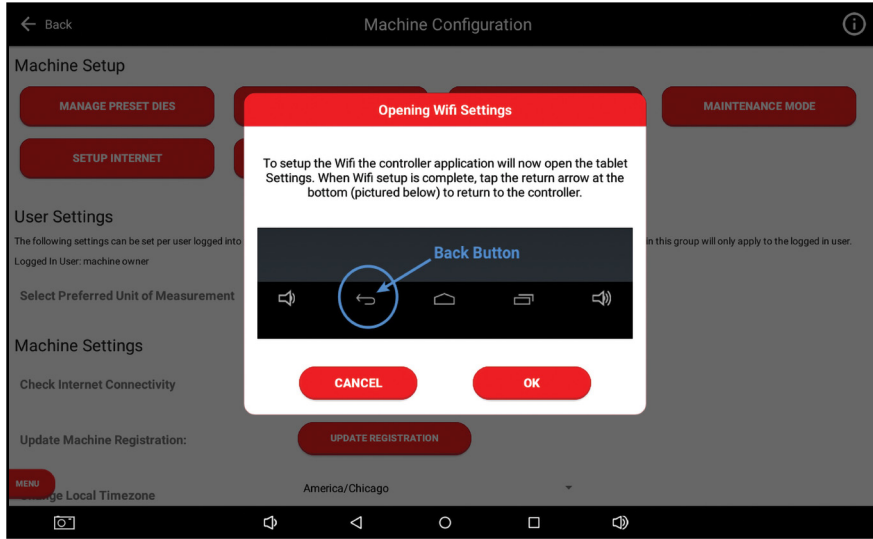 Back
Machine Configuration
Machine Setup
MANAGE PRESET DIES
MAINTENANCE MODE
SETUP INTERNET
Opening Wifi Settings
To setup the Wifi the controller application will now open the tablet
Settings. When Wifi setup is complete, tap the return arrow at the
bottom (pictured below) to return to the controller.
Back Button
CANCEL
OK
User Settings
The following settings can be set per user logged into
in this group will only apply to the logged in user.
Logged In User: machine owner
Select Preferred Unit of Measurement
Machine Settings
Check Internet Connectivity
Update Machine Registration:
UPDATE REGISTRATION
MENU
ge Local Timezone
America/Chicago